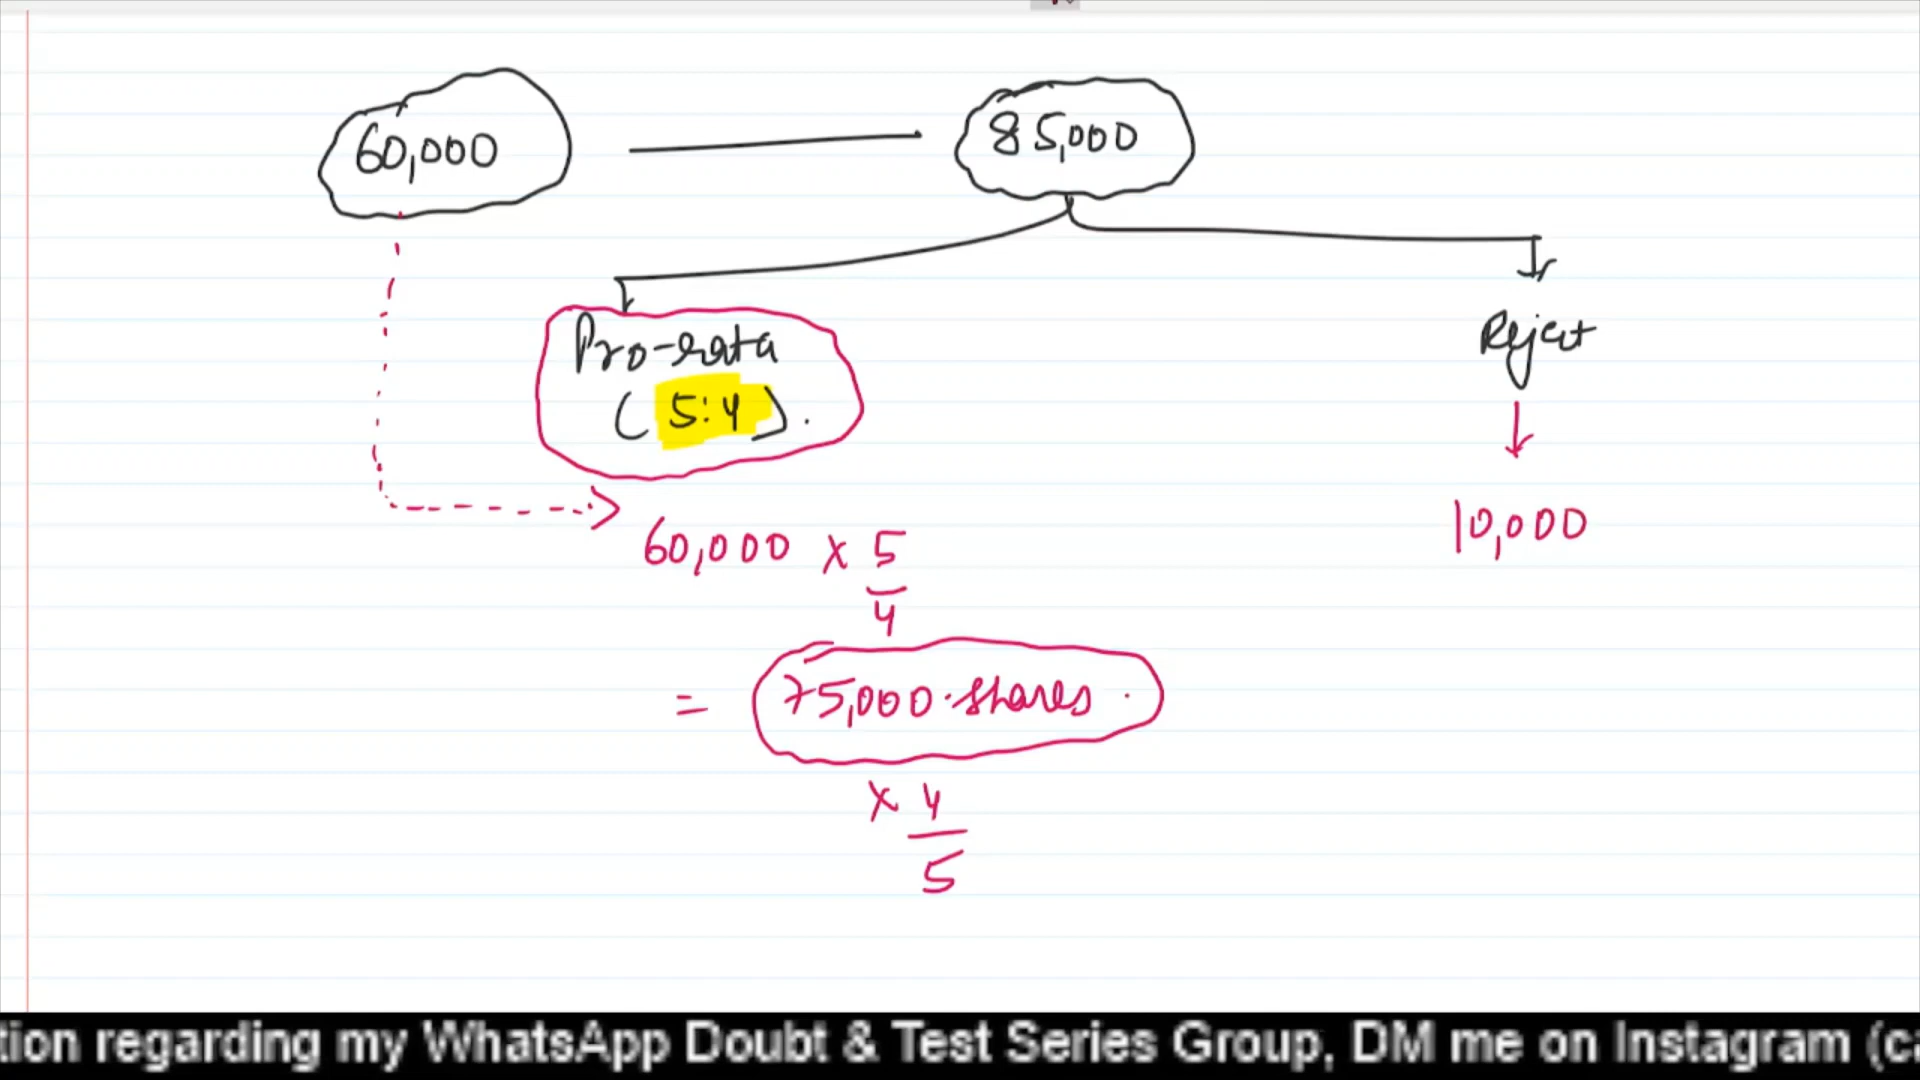 60,000 85,000
Pro-rata
(5:4).
Reject
10,000
60,000 x 5/4
= 75,000 shares.
x 4/5
tion regarding my WhatsApp Doubt & Test Series Group, DM me on Instagram (ca